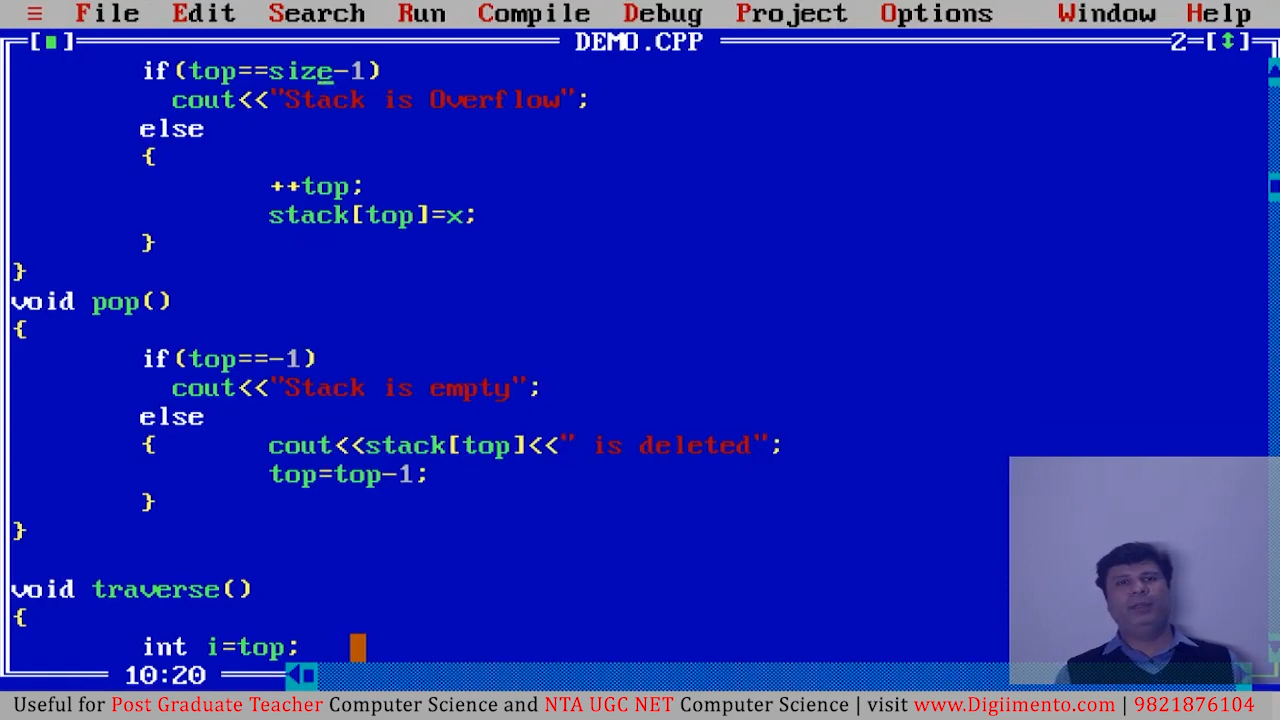 ≡ File Edit Search Run Compile Debug Project Options Window Help
[■] DEMO.CPP 2=[↕]
if(top==size-1)
cout<<"Stack is Overflow";
else
{
++top;
stack[top]=x;
}
}
void pop()
{
if(top==-1)
cout<<"Stack is empty";
else
{ cout<<stack[top]<<" is deleted";
top=top-1;
}
}
void traverse()
{
int i=top;
10:20
Useful for Post Graduate Teacher Computer Science and NTA UGC NET Computer Science | visit www.Digiimento.com | 9821876104